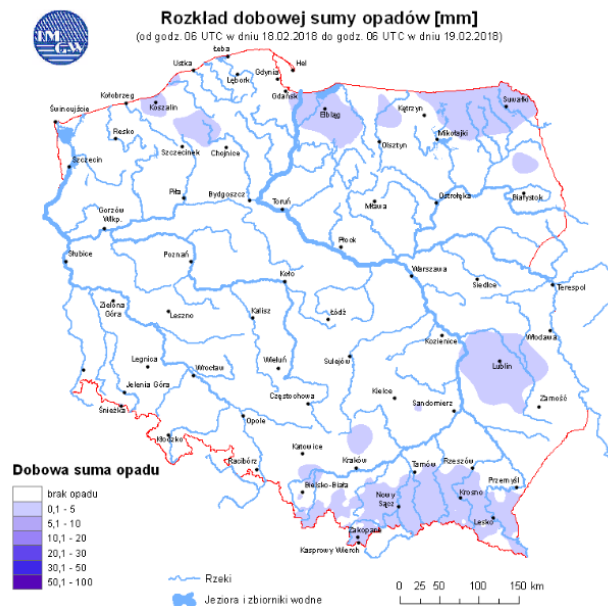 IM
GW
Rozkład dobowej sumy opadów [mm]
(od godz. 06 UTC w dniu 18.02.2018 do godz. 06 UTC w dniu 19.02.2018)
Łeba
Hel
Ustka
Lębork
Gdynia
Gdańsk
Kołobrzeg
Koszalin
Świnoujście
Elbląg
Kętrzyn
Suwałki
Resko
Mikołajki
Szczecin
Szczecinek
Chojnice
Olsztyn
Piła
Bydgoszcz
Toruń
Mława
Ostrołęka
Białystok
Gorzów
Wlkp.
Płock
Słubice
Poznań
Koło
Warszawa
Siedlce
Terespol
Zielona
Góra
Leszno
Kalisz
Łódź
Kozienice
Włodawa
Legnica
Wrocław
Wieluń
Sulejów
Lublin
Jelenia Góra
Częstochowa
Kielce
Sandomierz
Zamość
Śnieżka
Opole
Kłodzko
Katowice
Racibórz
Kraków
Tarnów
Rzeszów
Bielsko-Biała
Nowy
Sącz
Krosno
Przemyśl
Lesko
Zakopane
Kasprowy Wierch
Dobowa suma opadu
brak opadu
0,1 - 5
5,1 - 10
10,1 - 20
20,1 - 30
30,1 - 50
50,1 - 100
Rzeki
Jeziora i zbiorniki wodne
0 25 50 100 150 km